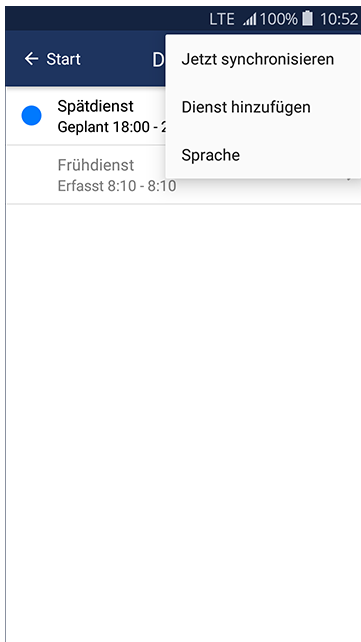 LTE 100% 10:52
Start D
Jetzt synchronisieren
Dienst hinzufügen
Sprache
Spätdienst
Geplant 18:00 - 2
Frühdienst
Erfasst 8:10 - 8:10